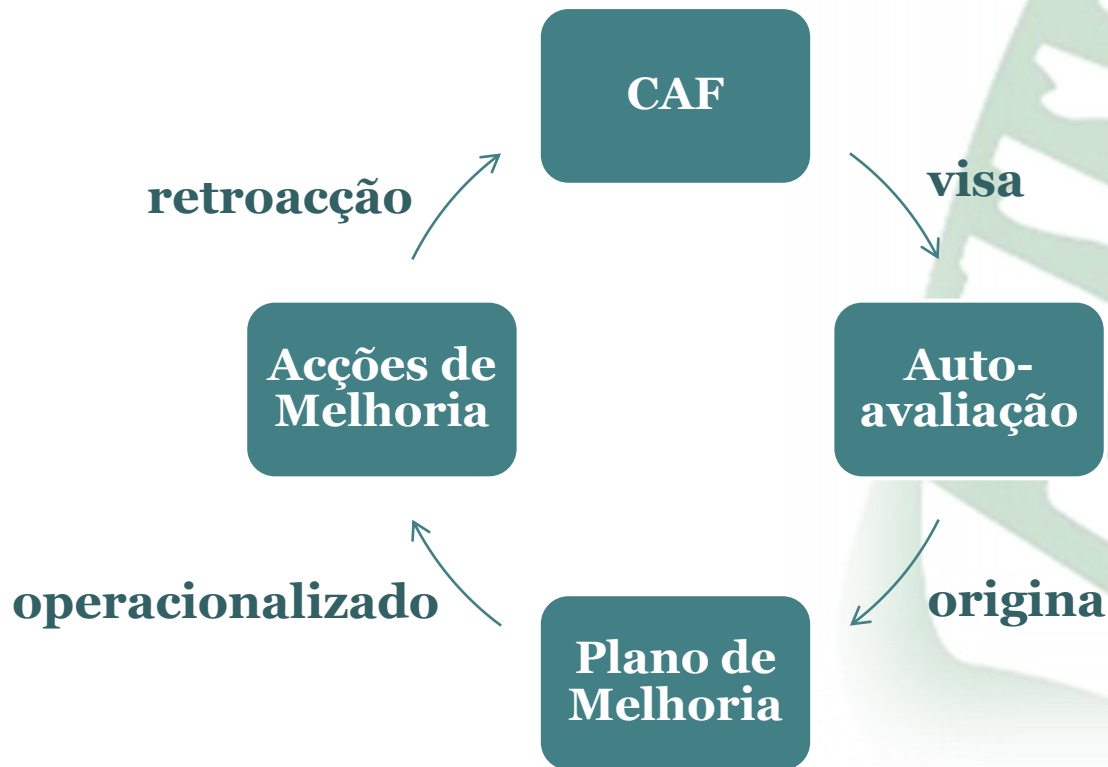 CAF
retroacção
visa
Acções de
Melhoria
Auto-
avaliação
operacionalizado
origina
Plano de
Melhoria